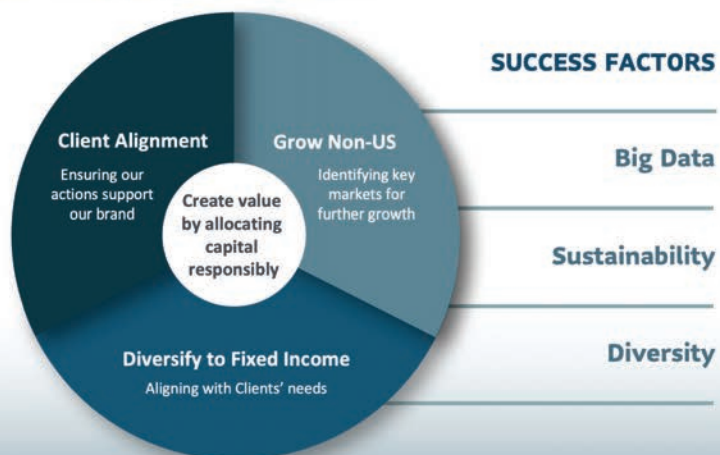 Client Alignment
Ensuring our
actions support
our brand
Grow Non-US
Identifying key
markets for
further growth
Create value
by allocating
capital
responsibly
Diversify to Fixed Income
Aligning with Clients' needs
SUCCESS FACTORS
Big Data
Sustainability
Diversity